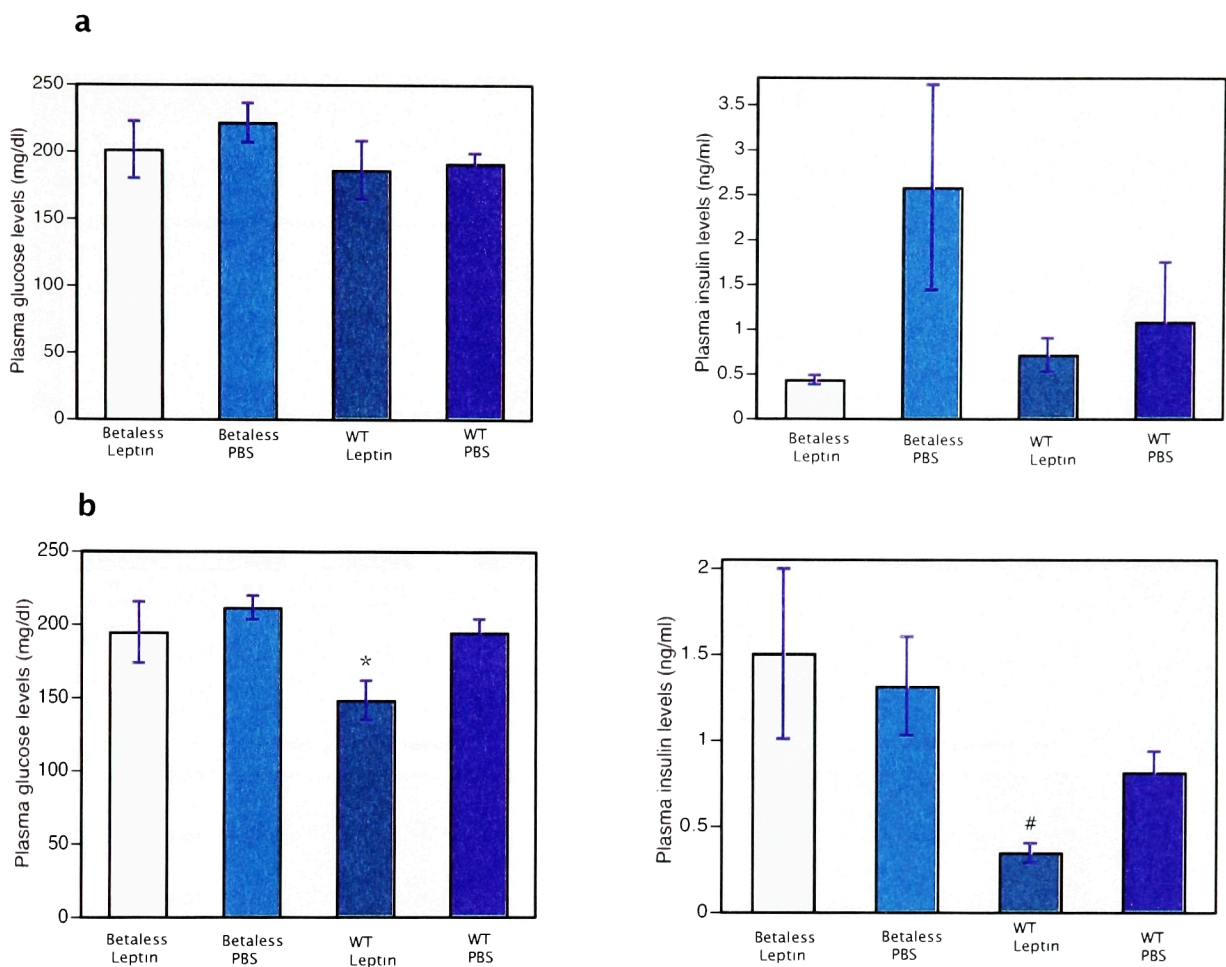 a
Plasma glucose levels (mg/dl)
250
200
150
100
50
0
Betaless
Leptin
Betaless
PBS
WT
Leptin
WT
PBS
Plasma insulin levels (ng/ml)
3.5
3
2.5
2
1.5
1
0.5
0
Betaless
Leptin
Betaless
PBS
WT
Leptin
WT
PBS
b
Plasma glucose levels (mg/dl)
250
200
150
100
50
0
*
Betaless
Leptin
Betaless
PBS
WT
Leptin
WT
PBS
Plasma insulin levels (ng/ml)
2
1.5
1
0.5
0
#
Betaless
Leptin
Betaless
PBS
WT
Leptin
WT
PBS